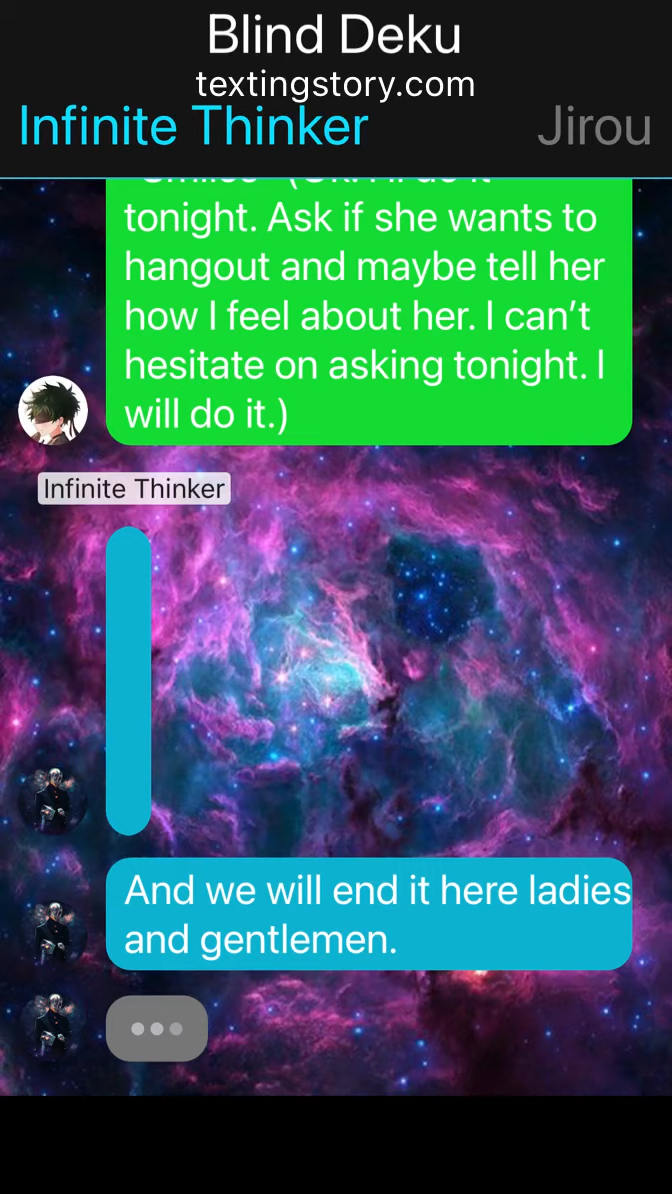 Blind Deku
textingstory.com
Infinite Thinker Jirou
tonight. Ask if she wants to
hangout and maybe tell her
how I feel about her. I can’t
hesitate on asking tonight. I
will do it.)
Infinite Thinker
And we will end it here ladies
and gentlemen.